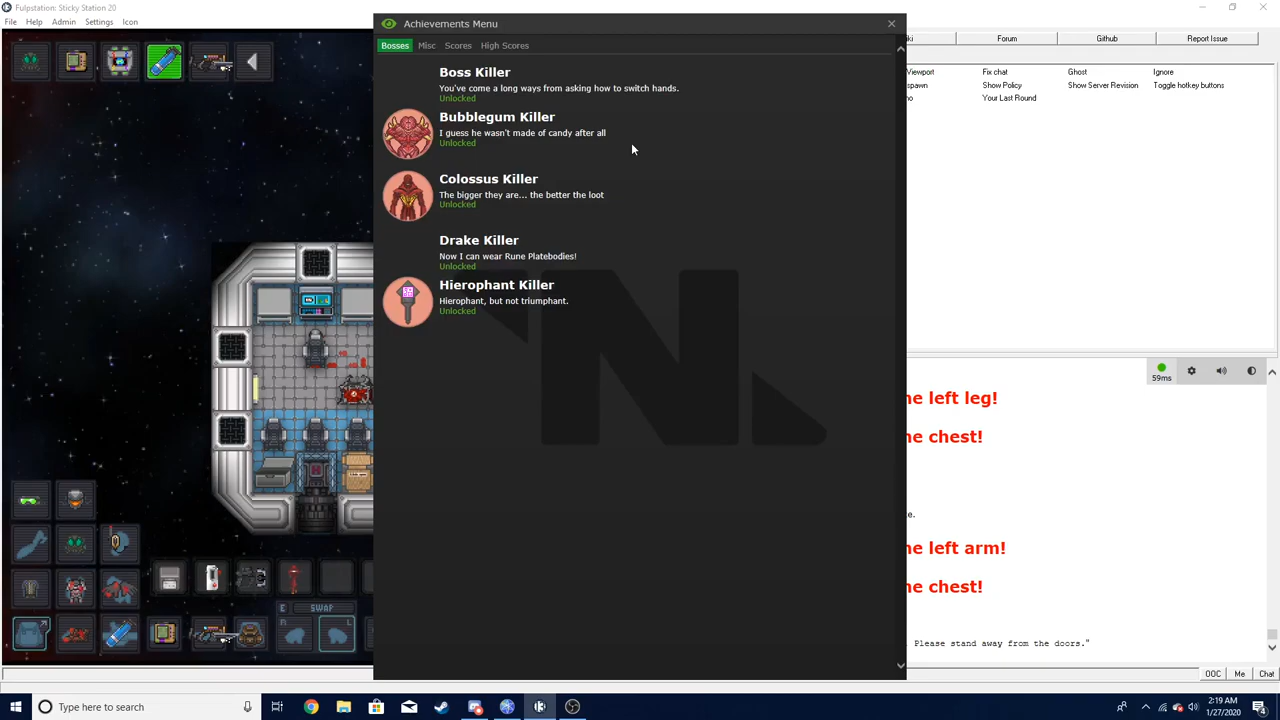 Fulpstation: Sticky Station 20
File Help Admin Settings Icon
Achievements Menu
Bosses Misc Scores High Scores
Boss Killer
You've come a long ways from asking how to switch hands.
Unlocked
Bubblegum Killer
I guess he wasn't made of candy after all
Unlocked
Colossus Killer
The bigger they are... the better the loot
Unlocked
Drake Killer
Now I can wear Rune Platebodies!
Unlocked
Hierophant Killer
Hierophant, but not triumphant.
Unlocked
ki Forum Github Report Issue
Viewport Fix chat Ghost Ignore
spawn Show Policy Show Server Revision Toggle hotkey buttons
no Your Last Round
59ms
he left leg!
he chest!
e.
he left arm!
he chest!
Please stand away from the doors."
E SWAP
R L
OOC Me Chat
Type here to search
2:19 AM
1/27/2020
4